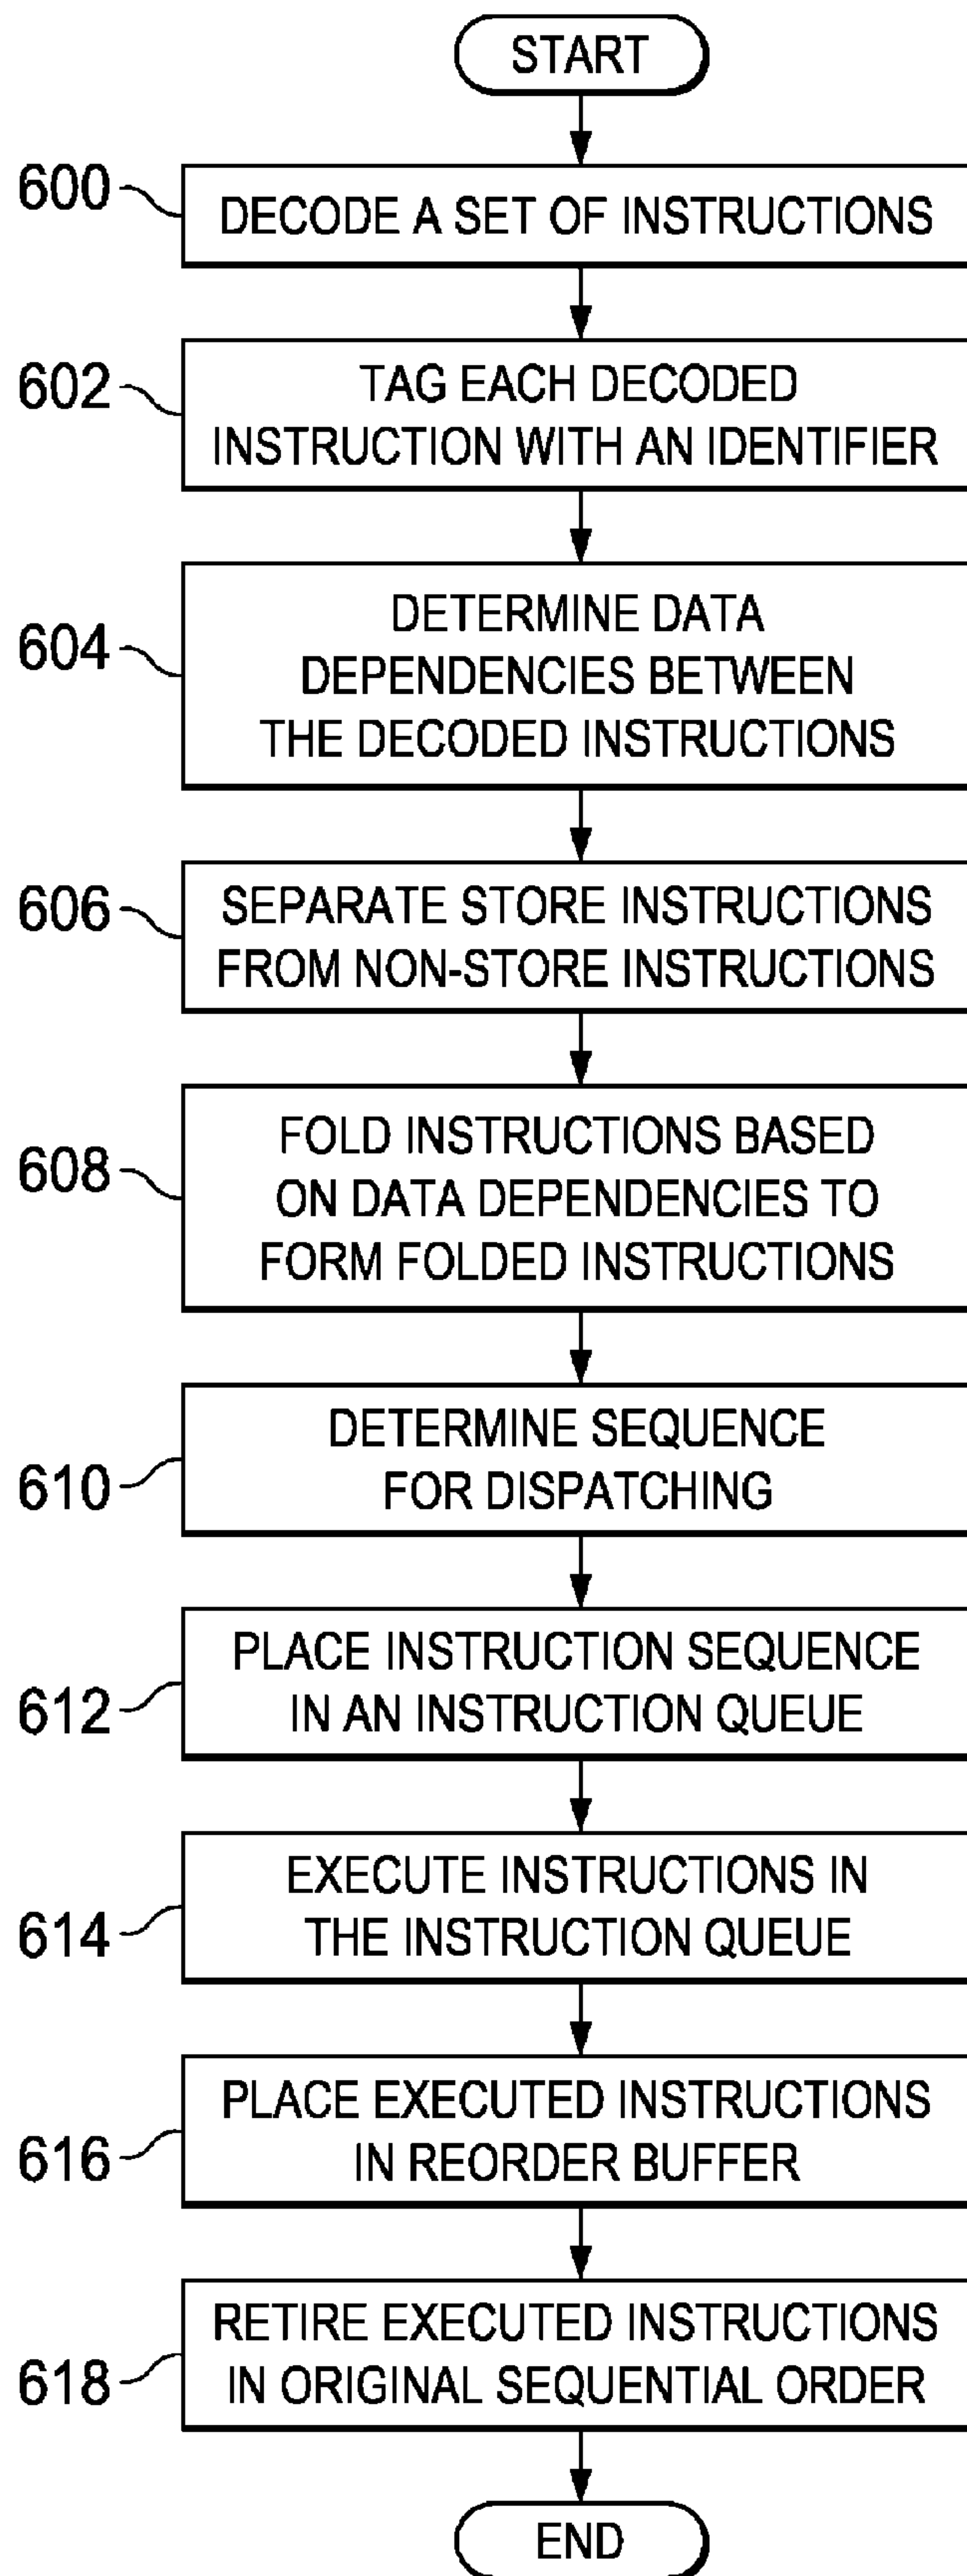 START
600
DECODE A SET OF INSTRUCTIONS
602
TAG EACH DECODED
INSTRUCTION WITH AN IDENTIFIER
604
DETERMINE DATA
DEPENDENCIES BETWEEN
THE DECODED INSTRUCTIONS
606
SEPARATE STORE INSTRUCTIONS
FROM NON-STORE INSTRUCTIONS
608
FOLD INSTRUCTIONS BASED
ON DATA DEPENDENCIES TO
FORM FOLDED INSTRUCTIONS
610
DETERMINE SEQUENCE
FOR DISPATCHING
612
PLACE INSTRUCTION SEQUENCE
IN AN INSTRUCTION QUEUE
614
EXECUTE INSTRUCTIONS IN
THE INSTRUCTION QUEUE
616
PLACE EXECUTED INSTRUCTIONS
IN REORDER BUFFER
618
RETIRE EXECUTED INSTRUCTIONS
IN ORIGINAL SEQUENTIAL ORDER
END